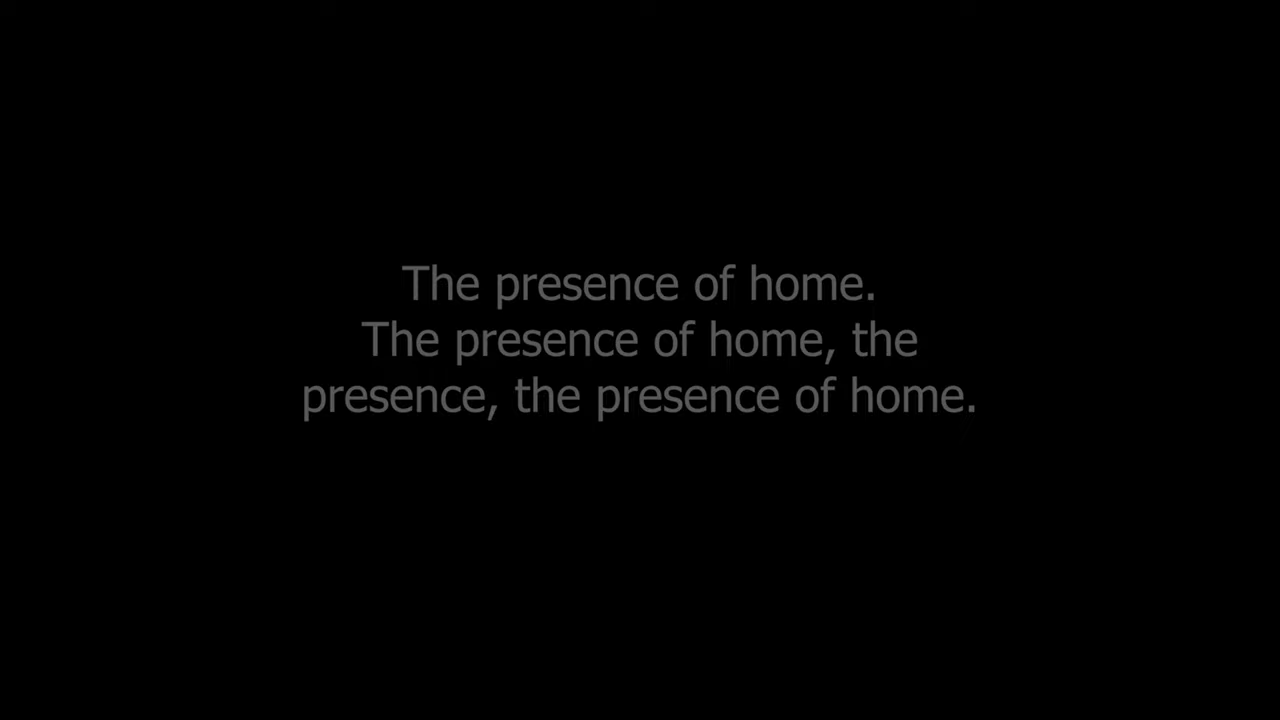 The presence of home.
The presence of home, the
presence, the presence of home.